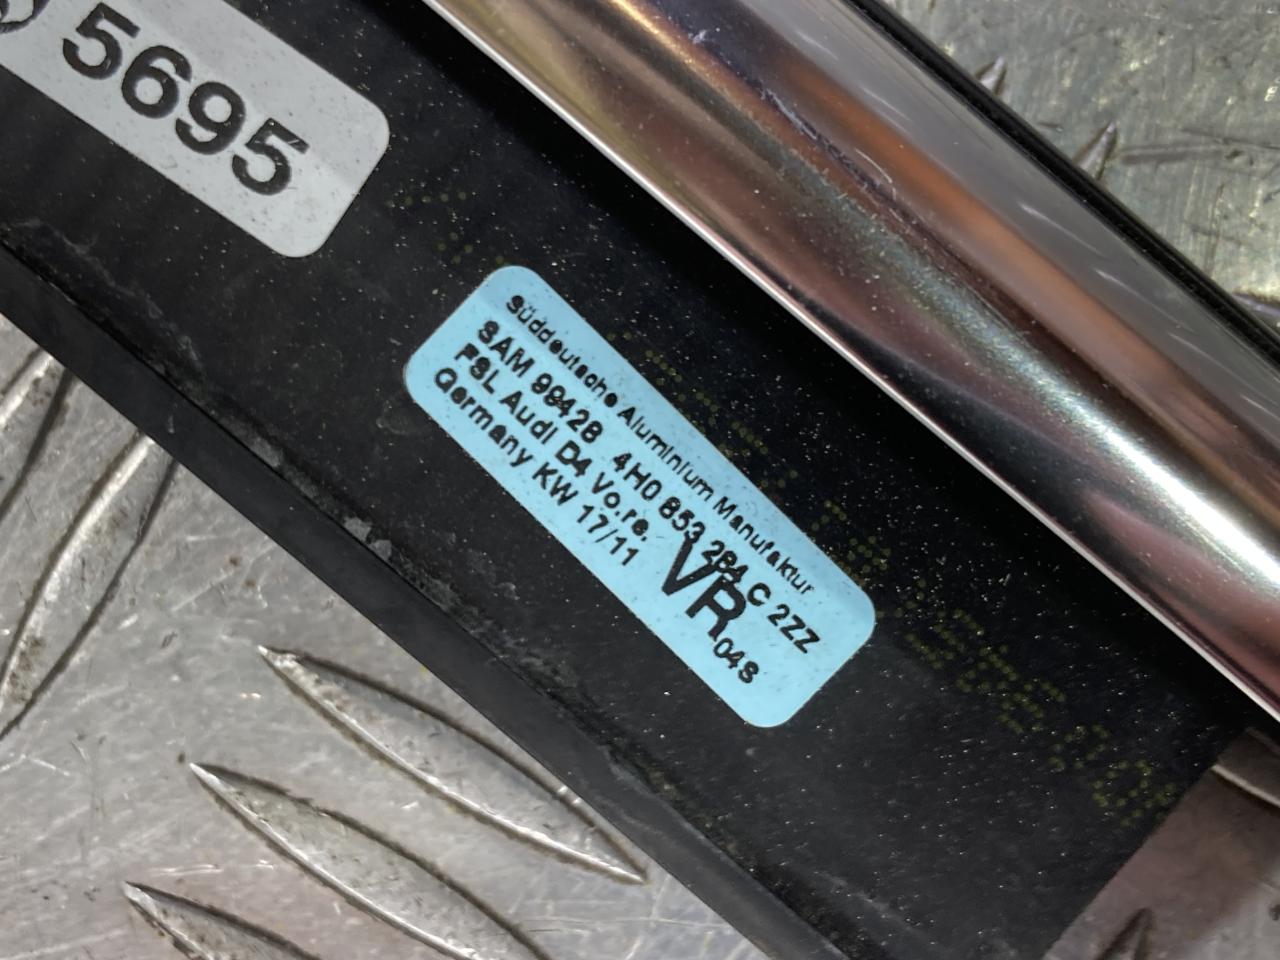 5695
Süddeutsche Aluminium Manufaktur
SAM 98428 4H0 853 284 C 2ZZ
FSL Audi D4 Vo.re.
Germany KW 17/11 VR 04S